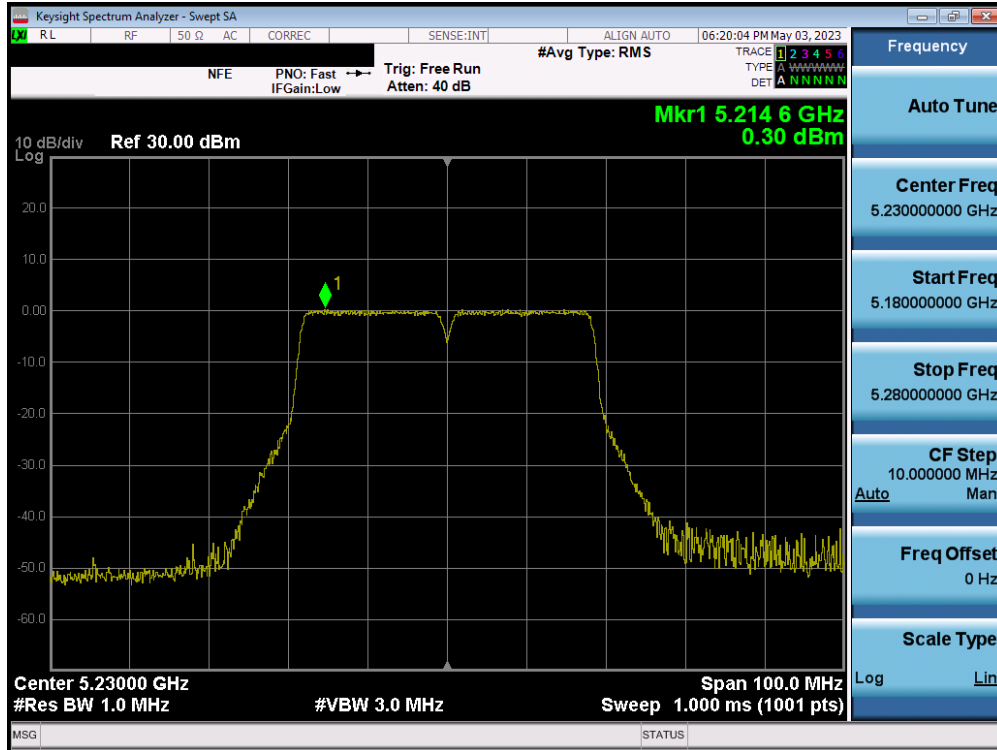 Keysight Spectrum Analyzer - Swept SA
LXI RL RF 50 Ω AC CORREC SENSE:INT ALIGN AUTO 06:20:04 PM May 03, 2023
NFE PNO: Fast Trig: Free Run #Avg Type: RMS TRACE 1 2 3 4 5 6
IFGain:Low Atten: 40 dB TYPE A WWWWW
DET A N N N N N
Mkr1 5.214 6 GHz
0.30 dBm
10 dB/div Ref 30.00 dBm
Log
1
20.0
10.0
0.00
-10.0
-20.0
-30.0
-40.0
-50.0
-60.0
Center 5.23000 GHz Span 100.0 MHz
#Res BW 1.0 MHz #VBW 3.0 MHz Sweep 1.000 ms (1001 pts)
MSG STATUS
Frequency
Auto Tune
Center Freq
5.230000000 GHz
Start Freq
5.180000000 GHz
Stop Freq
5.280000000 GHz
CF Step
10.000000 MHz
Auto Man
Freq Offset
0 Hz
Scale Type
Log Lin